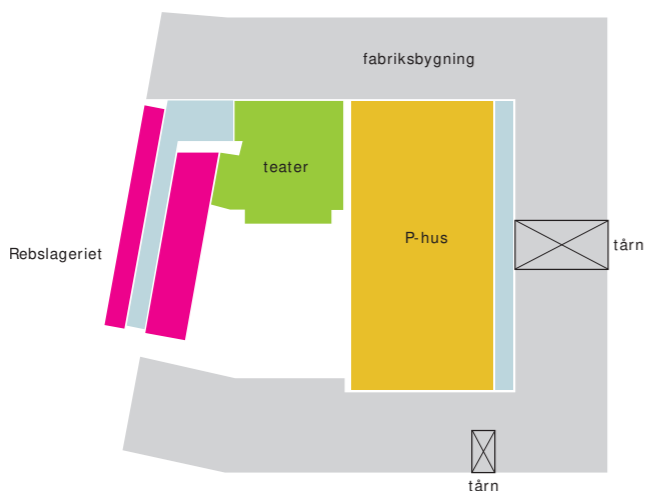 fabriksbygning
teater
P-hus
Rebslageriet
tårn
tårn